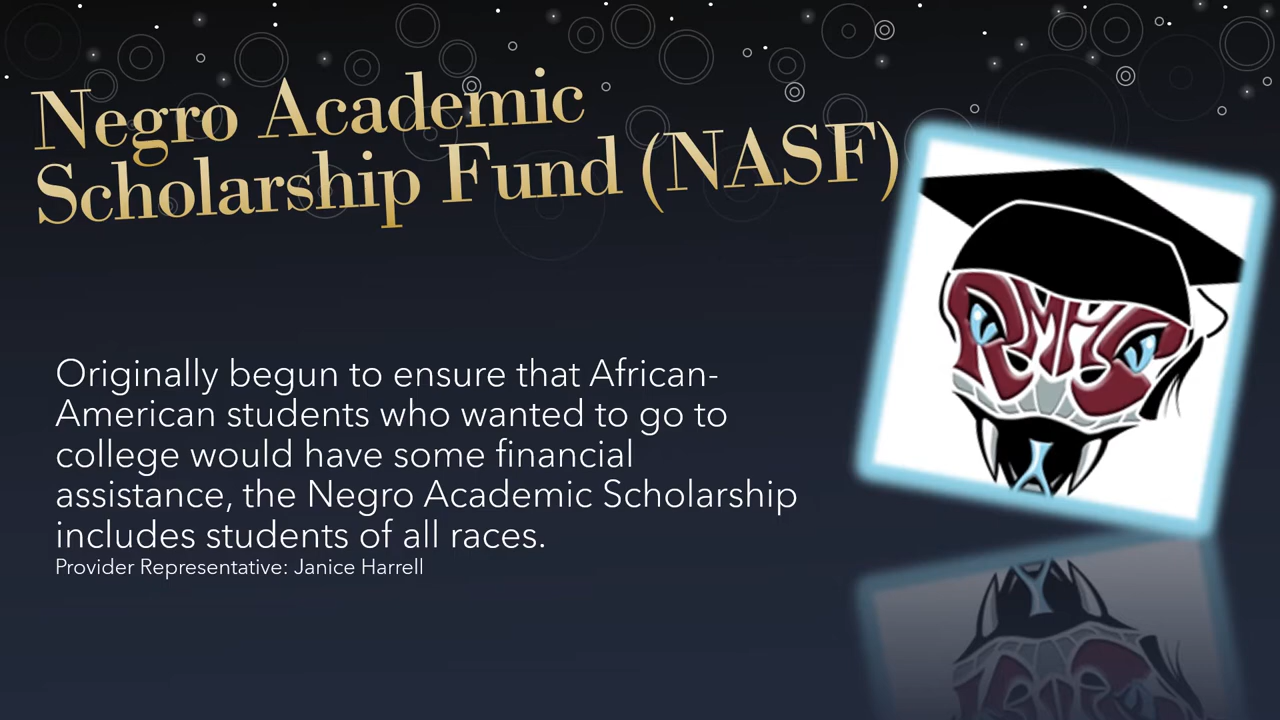 Negro Academic
Scholarship Fund (NASF)
RMHS
Originally begun to ensure that African-
American students who wanted to go to
college would have some financial
assistance, the Negro Academic Scholarship
includes students of all races.
Provider Representative: Janice Harrell